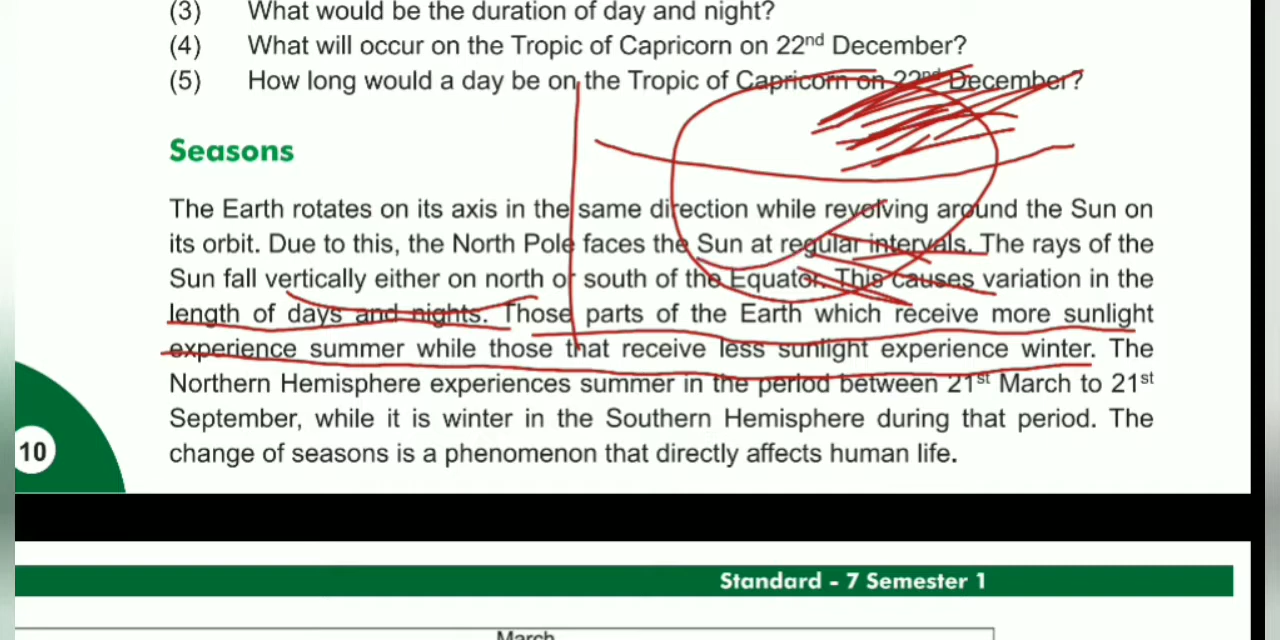 (3) What would be the duration of day and night?
(4) What will occur on the Tropic of Capricorn on 22nd December?
(5) How long would a day be on the Tropic of Capricorn on 22nd December?
Seasons
The Earth rotates on its axis in the same direction while revolving around the Sun on
its orbit. Due to this, the North Pole faces the Sun at regular intervals. The rays of the
Sun fall vertically either on north or south of the Equator. This causes variation in the
length of days and nights. Those parts of the Earth which receive more sunlight
experience summer while those that receive less sunlight experience winter. The
Northern Hemisphere experiences summer in the period between 21st March to 21st
September, while it is winter in the Southern Hemisphere during that period. The
change of seasons is a phenomenon that directly affects human life.
10
Standard - 7 Semester 1
March